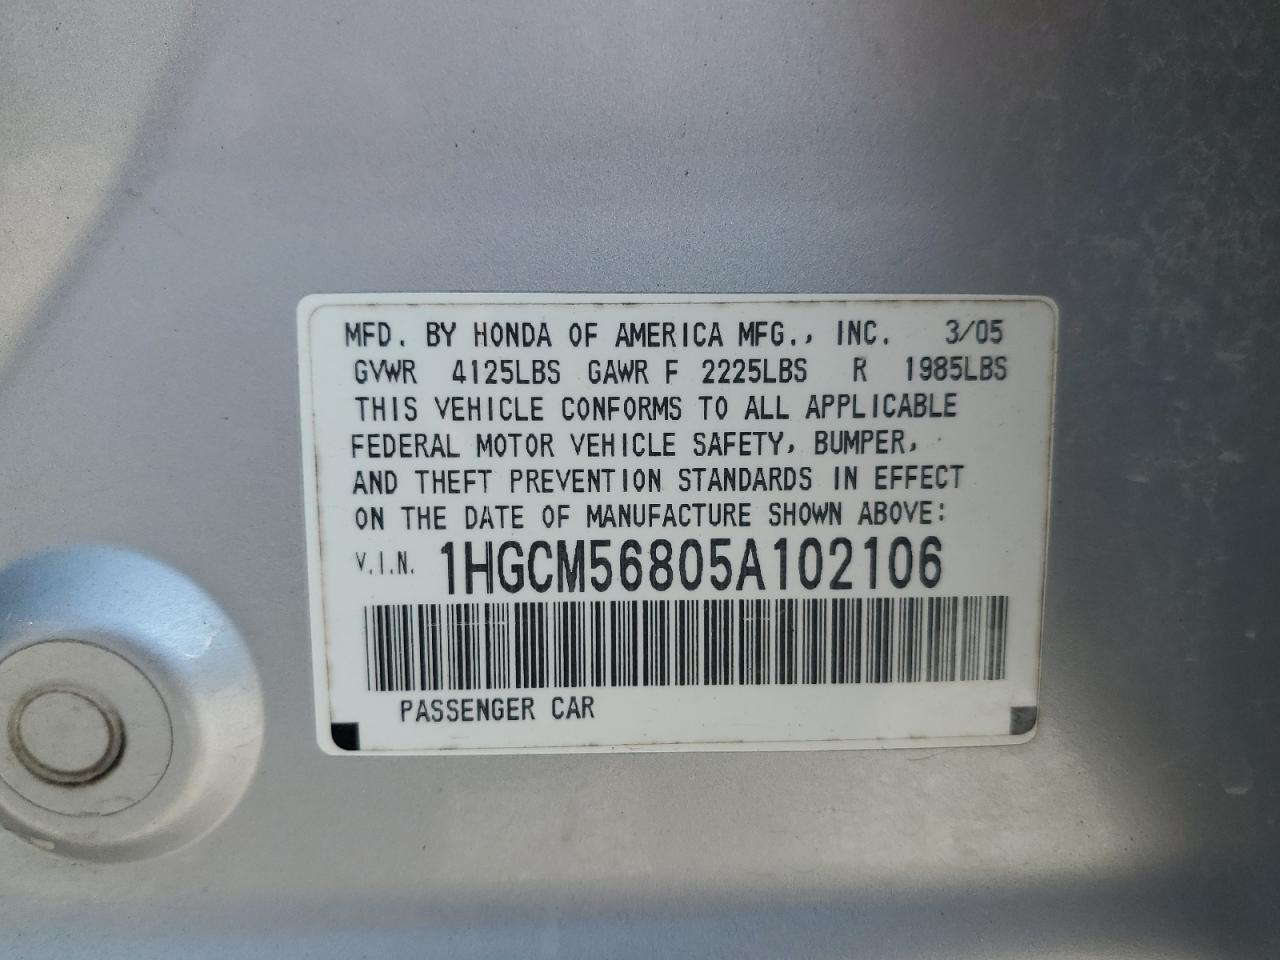 MFD. BY HONDA OF AMERICA MFG., INC. 3/05
GVWR 4125LBS GAWR F 2225LBS R 1985LBS
THIS VEHICLE CONFORMS TO ALL APPLICABLE
FEDERAL MOTOR VEHICLE SAFETY, BUMPER,
AND THEFT PREVENTION STANDARDS IN EFFECT
ON THE DATE OF MANUFACTURE SHOWN ABOVE:
V.I.N. 1HGCM56805A102106
PASSENGER CAR